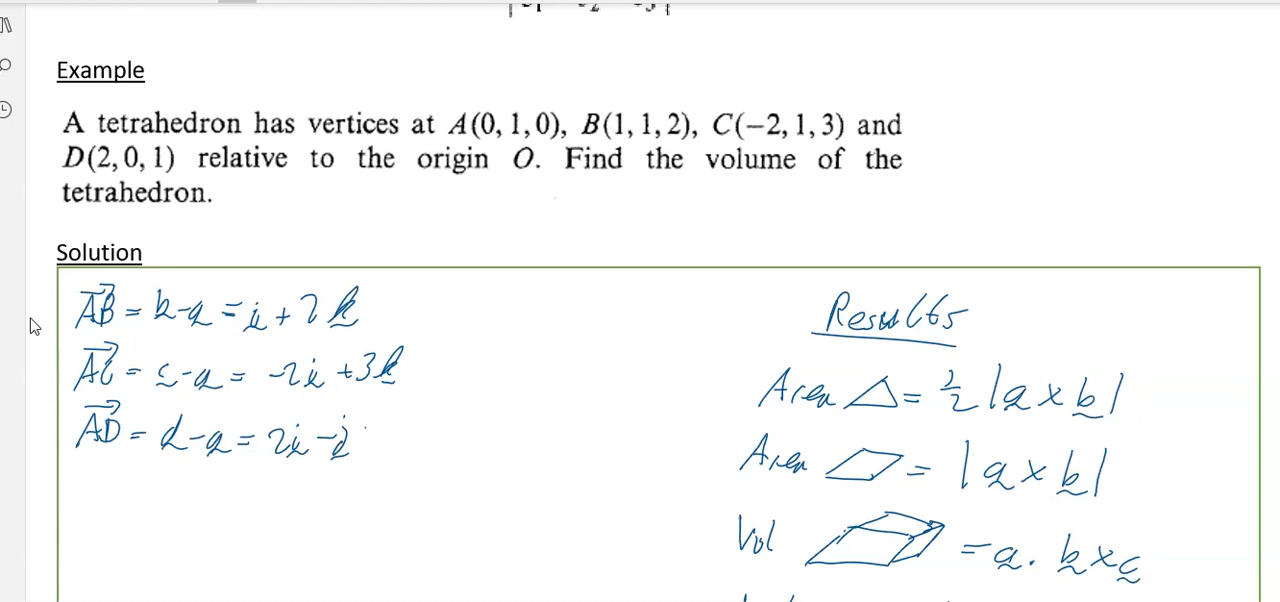 Example
A tetrahedron has vertices at A(0, 1, 0), B(1, 1, 2), C(−2, 1, 3) and
D(2, 0, 1) relative to the origin O. Find the volume of the
tetrahedron.
Solution
AB = b-a = i + 2k
AC = c-a = -2i + 3k
AD = d-a = 2i - j
Results
Area = ½ |a × b|
Area = |a × b|
Vol = a . b × c